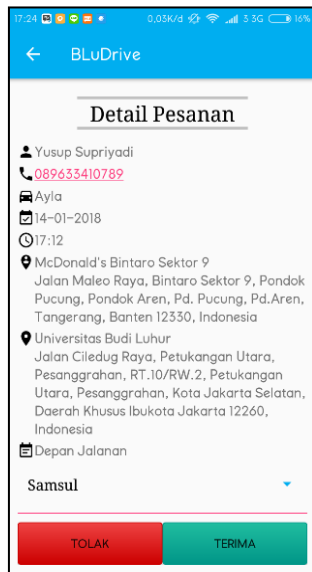 17:24 0,03K/d 3 3G 16%
BLuDrive
Detail Pesanan
Yusup Supriyadi
089633410789
Ayla
14-01-2018
17:12
McDonald's Bintaro Sektor 9
Jalan Maleo Raya, Bintaro Sektor 9, Pondok
Pucung, Pondok Aren, Pd. Pucung, Pd.Aren,
Tangerang, Banten 12330, Indonesia
Universitas Budi Luhur
Jalan Ciledug Raya, Petukangan Utara,
Pesanggrahan, RT.10/RW.2, Petukangan
Utara, Pesanggrahan, Kota Jakarta Selatan,
Daerah Khusus Ibukota Jakarta 12260,
Indonesia
Depan Jalanan
Samsul
TOLAK
TERIMA